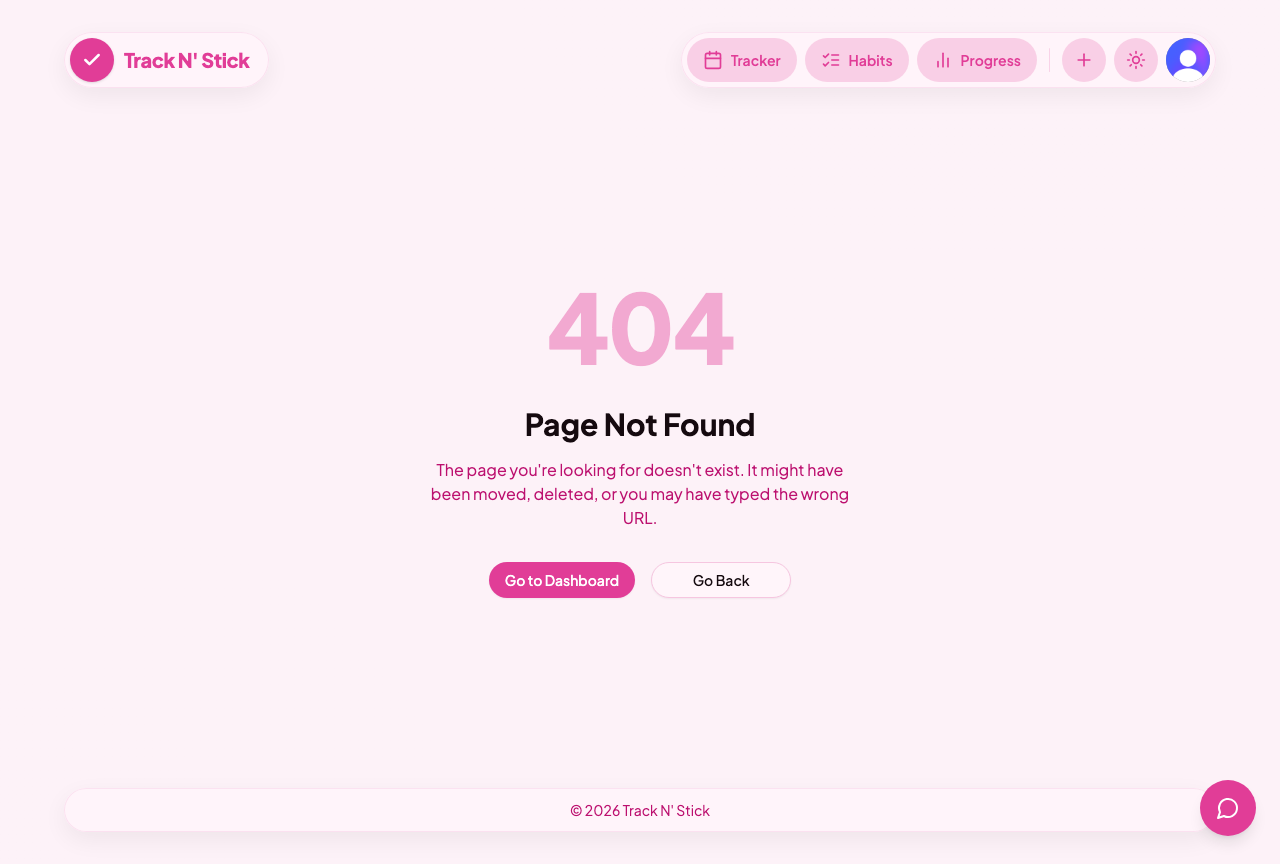 Track N' Stick
Tracker
Habits
Progress
404
Page Not Found
The page you're looking for doesn't exist. It might have
been moved, deleted, or you may have typed the wrong
URL.
Go to Dashboard
Go Back
© 2026 Track N' Stick